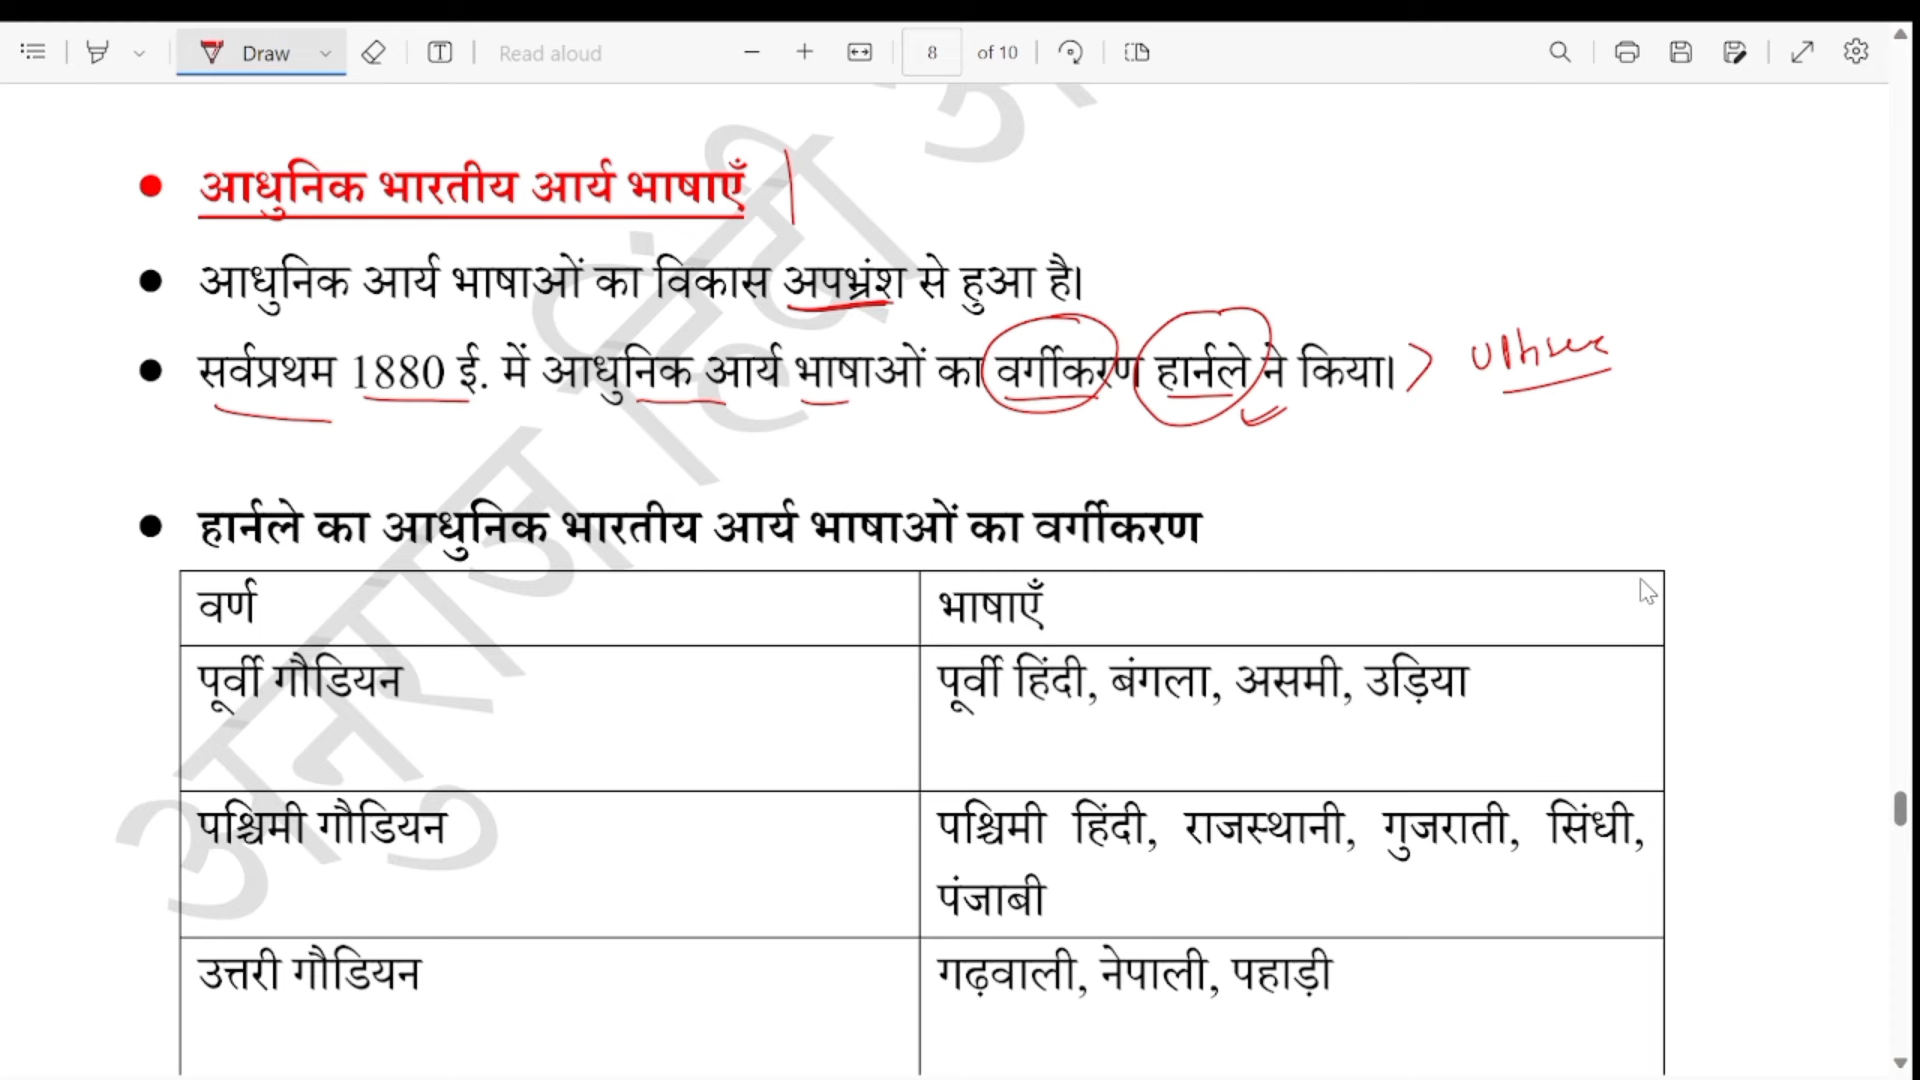 Draw
Read aloud
8 of 10
आधुनिक भारतीय आर्य भाषाएँ
आधुनिक आर्य भाषाओं का विकास अपभ्रंश से हुआ है।
सर्वप्रथम 1880 ई. में आधुनिक आर्य भाषाओं का वर्गीकरण हार्नले ने किया।
हार्नले का आधुनिक भारतीय आर्य भाषाओं का वर्गीकरण
वर्ण भाषाएँ
पूर्वी गौडियन पूर्वी हिंदी, बंगला, असमी, उड़िया
पश्चिमी गौडियन पश्चिमी हिंदी, राजस्थानी, गुजराती, सिंधी,
पंजाबी
उत्तरी गौडियन गढ़वाली, नेपाली, पहाड़ी
अनुराज हिंदी